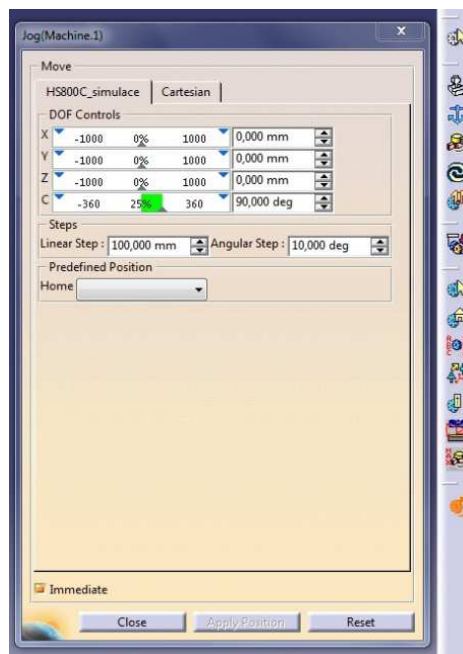 Jog(Machine.1)
x
Move
HS800C_simulace Cartesian
DOF Controls
X -1000 0% 1000 0,000 mm
Y -1000 0% 1000 0,000 mm
Z -1000 0% 1000 0,000 mm
C -360 25% 360 90,000 deg
Steps
Linear Step : 100,000 mm Angular Step : 10,000 deg
Predefined Position
Home
Immediate
Close Apply Position Reset